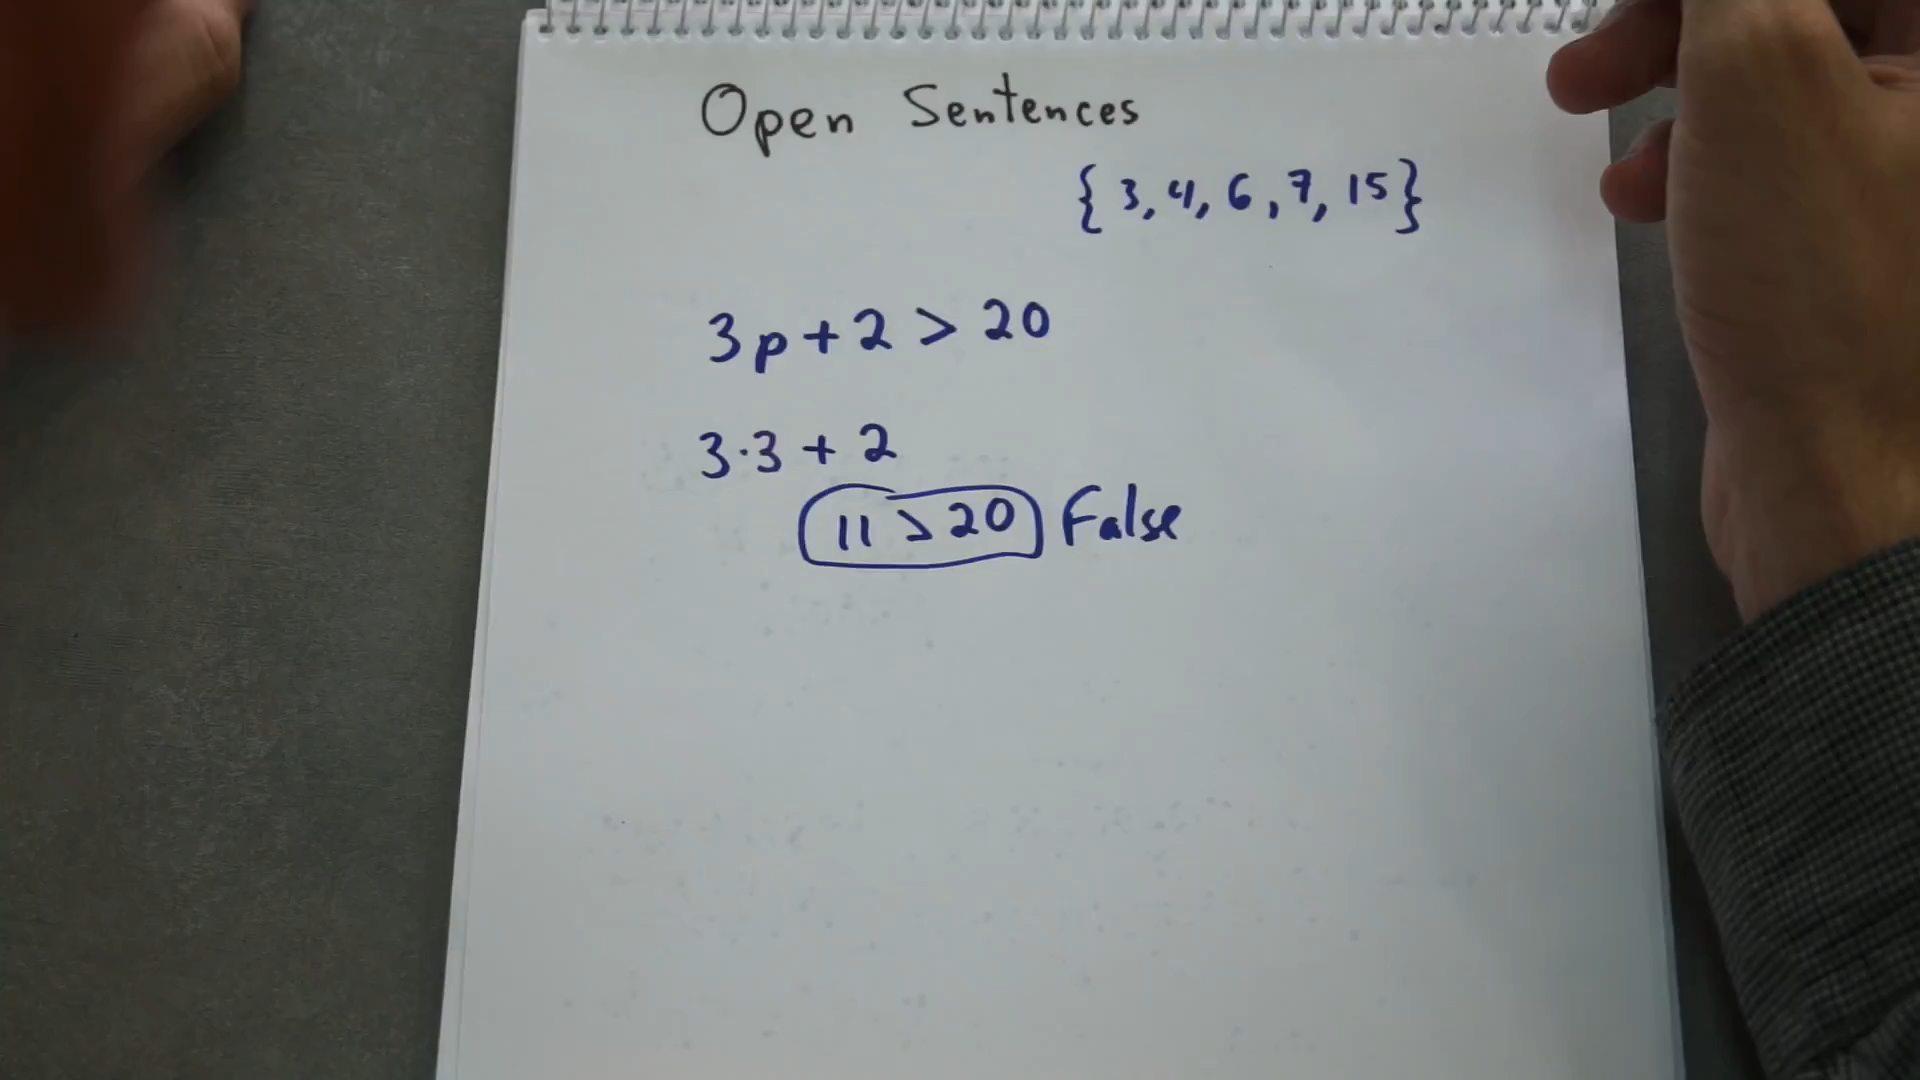 Open Sentences
{3, 4, 6, 7, 15}
3p + 2 > 20
3·3 + 2
11 > 20 False